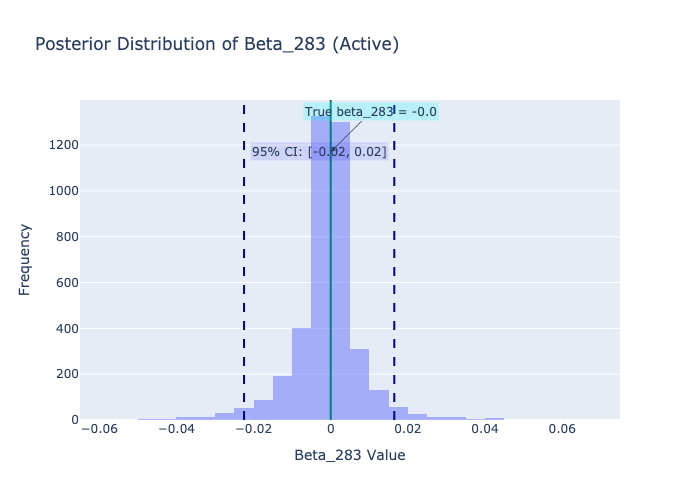 Posterior Distribution of Beta_283 (Active)
True beta_283 = -0.0
95% CI: [-0.02, 0.02]
1200
1000
800
600
400
200
0
Frequency
−0.06
−0.04
−0.02
0
0.02
0.04
0.06
Beta_283 Value